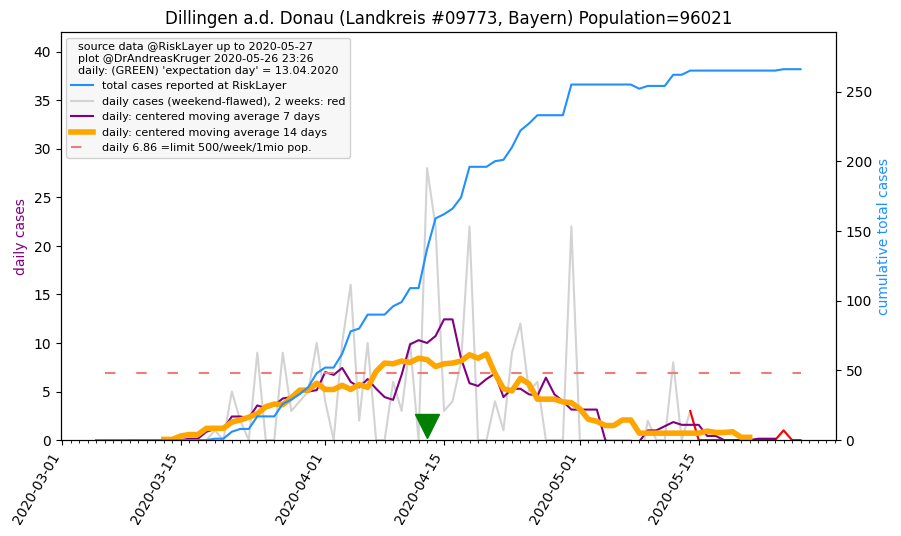 Dillingen a.d. Donau (Landkreis #09773, Bayern) Population=96021
source data @RiskLayer up to 2020-05-27
plot @DrAndreasKruger 2020-05-26 23:26
daily: (GREEN) 'expectation day' = 13.04.2020
total cases reported at RiskLayer
daily cases (weekend-flawed), 2 weeks: red
daily: centered moving average 7 days
daily: centered moving average 14 days
daily 6.86 =limit 500/week/1mio pop.
daily cases
40
35
30
25
20
15
10
5
0
cumulative total cases
250
200
150
100
50
0
2020-03-01
2020-03-15
2020-04-01
2020-04-15
2020-05-01
2020-05-15